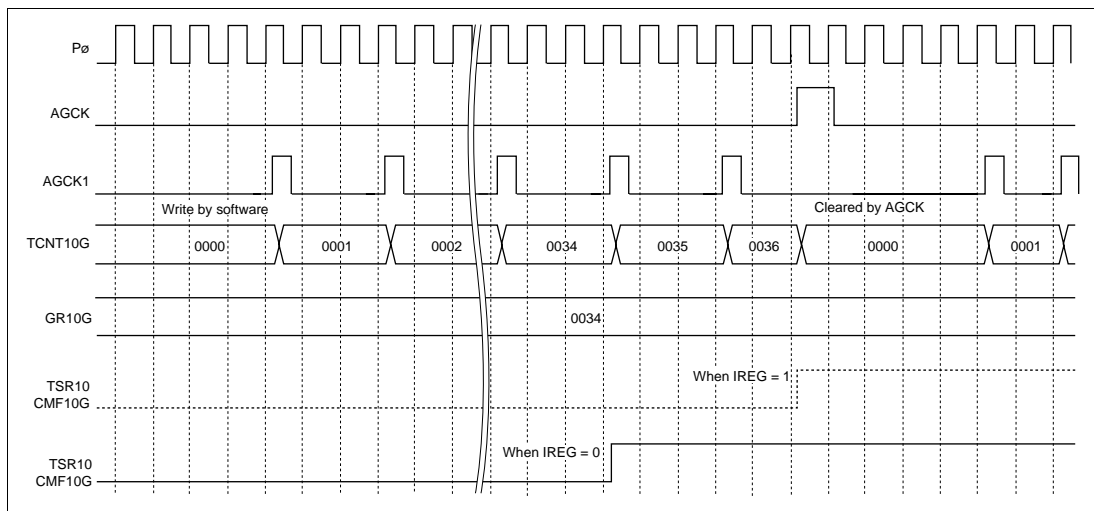 Pø
AGCK
AGCK1
Write by software
Cleared by AGCK
TCNT10G 0000 0001 0002 0034 0035 0036 0000 0001
GR10G 0034
When IREG = 1
TSR10
CMF10G
When IREG = 0
TSR10
CMF10G